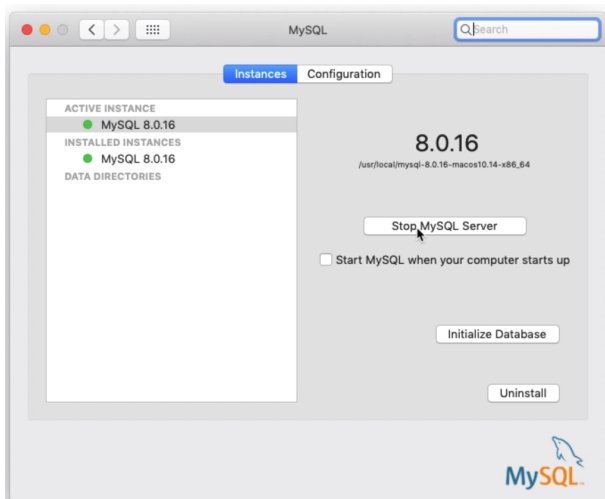 MySQL
Search
Instances Configuration
ACTIVE INSTANCE
MySQL 8.0.16
INSTALLED INSTANCES
MySQL 8.0.16
DATA DIRECTORIES
8.0.16
/usr/local/mysql-8.0.16-macos10.14-x86_64
Stop MySQL Server
Start MySQL when your computer starts up
Initialize Database
Uninstall
MySQL